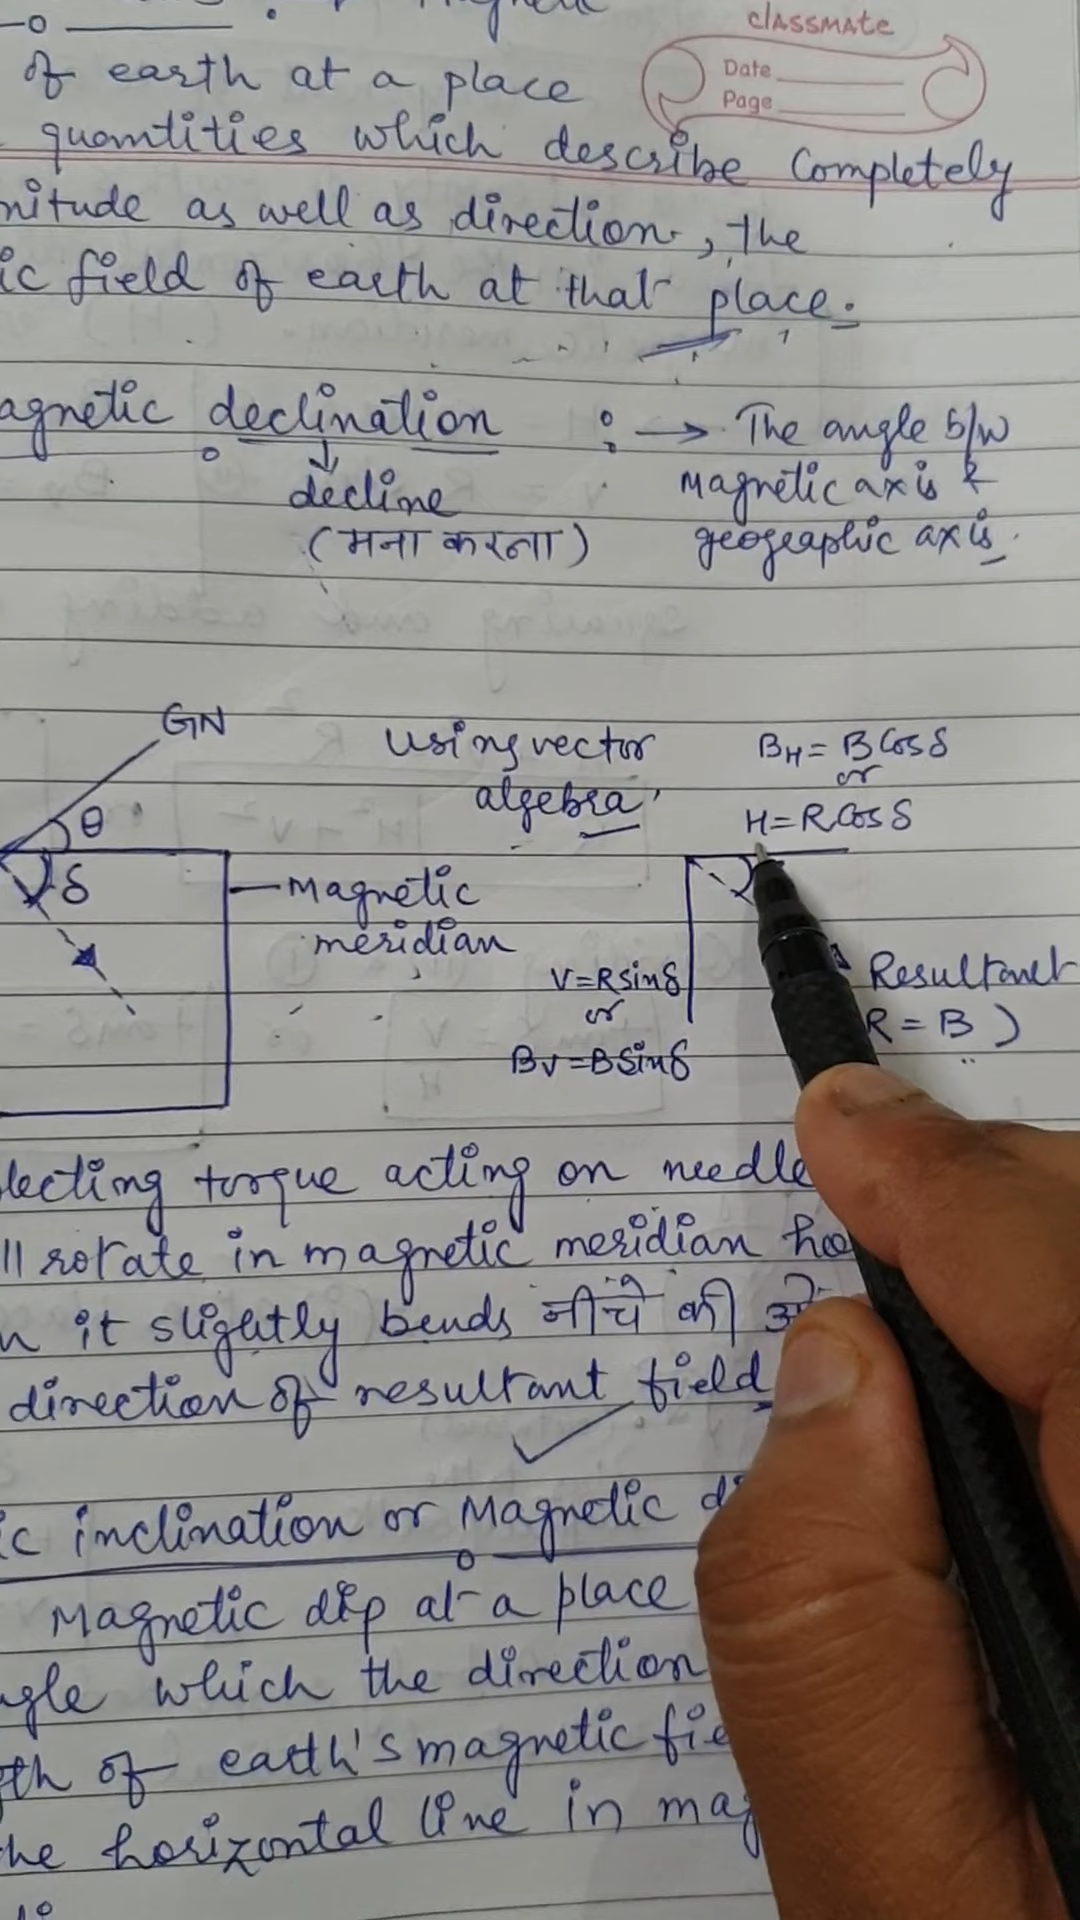 classmate
Date
Page
of earth at a place
quantities which describe completely
nitude as well as direction, the
ic field of earth at that place.
agnetic declination : → The angle b/w
decline magnetic axis &
(मना करना) geographic axis.
GN
θ
δ
Magnetic
meridian
Using vector
algebra,
BH = B Cos δ
or
H = R Cos δ
V = R sin δ
or
BV = B Sin δ
Resultant
R = B )
lecting torque acting on needle
ll rotate in magnetic meridian ho
n it slightly bends नीचे की
direction of resultant field
ic inclination or Magnetic d
Magnetic dip at a place
ngle which the direction
gth of earth's magnetic fie
he horizontal line in mag